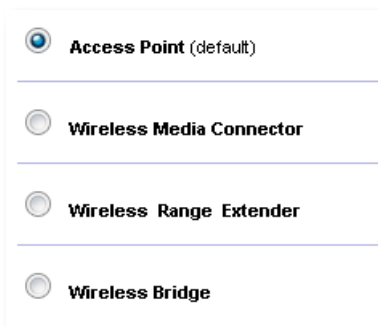 Access Point (default)
Wireless Media Connector
Wireless Range Extender
Wireless Bridge